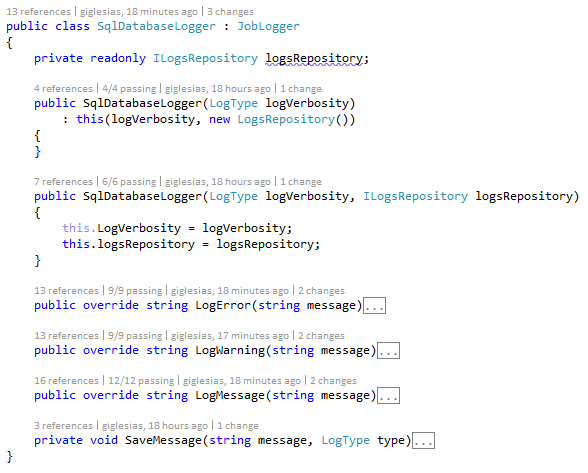 13 references | giglesias, 18 minutes ago | 3 changes
public class SqlDatabaseLogger : JobLogger
{
    private readonly ILogsRepository logsRepository;
    4 references | 4/4 passing | giglesias, 18 hours ago | 1 change
    public SqlDatabaseLogger(LogType logVerbosity)
        : this(logVerbosity, new LogsRepository())
    {
    }
    7 references | 6/6 passing | giglesias, 18 hours ago | 1 change
    public SqlDatabaseLogger(LogType logVerbosity, ILogsRepository logsRepository)
    {
        this.LogVerbosity = logVerbosity;
        this.logsRepository = logsRepository;
    }
    13 references | 9/9 passing | giglesias, 18 minutes ago | 2 changes
    public override string LogError(string message)...
    13 references | 9/9 passing | giglesias, 17 minutes ago | 2 changes
    public override string LogWarning(string message)...
    16 references | 12/12 passing | giglesias, 18 minutes ago | 2 changes
    public override string LogMessage(string message)...
    3 references | giglesias, 18 hours ago | 1 change
    private void SaveMessage(string message, LogType type)...
}